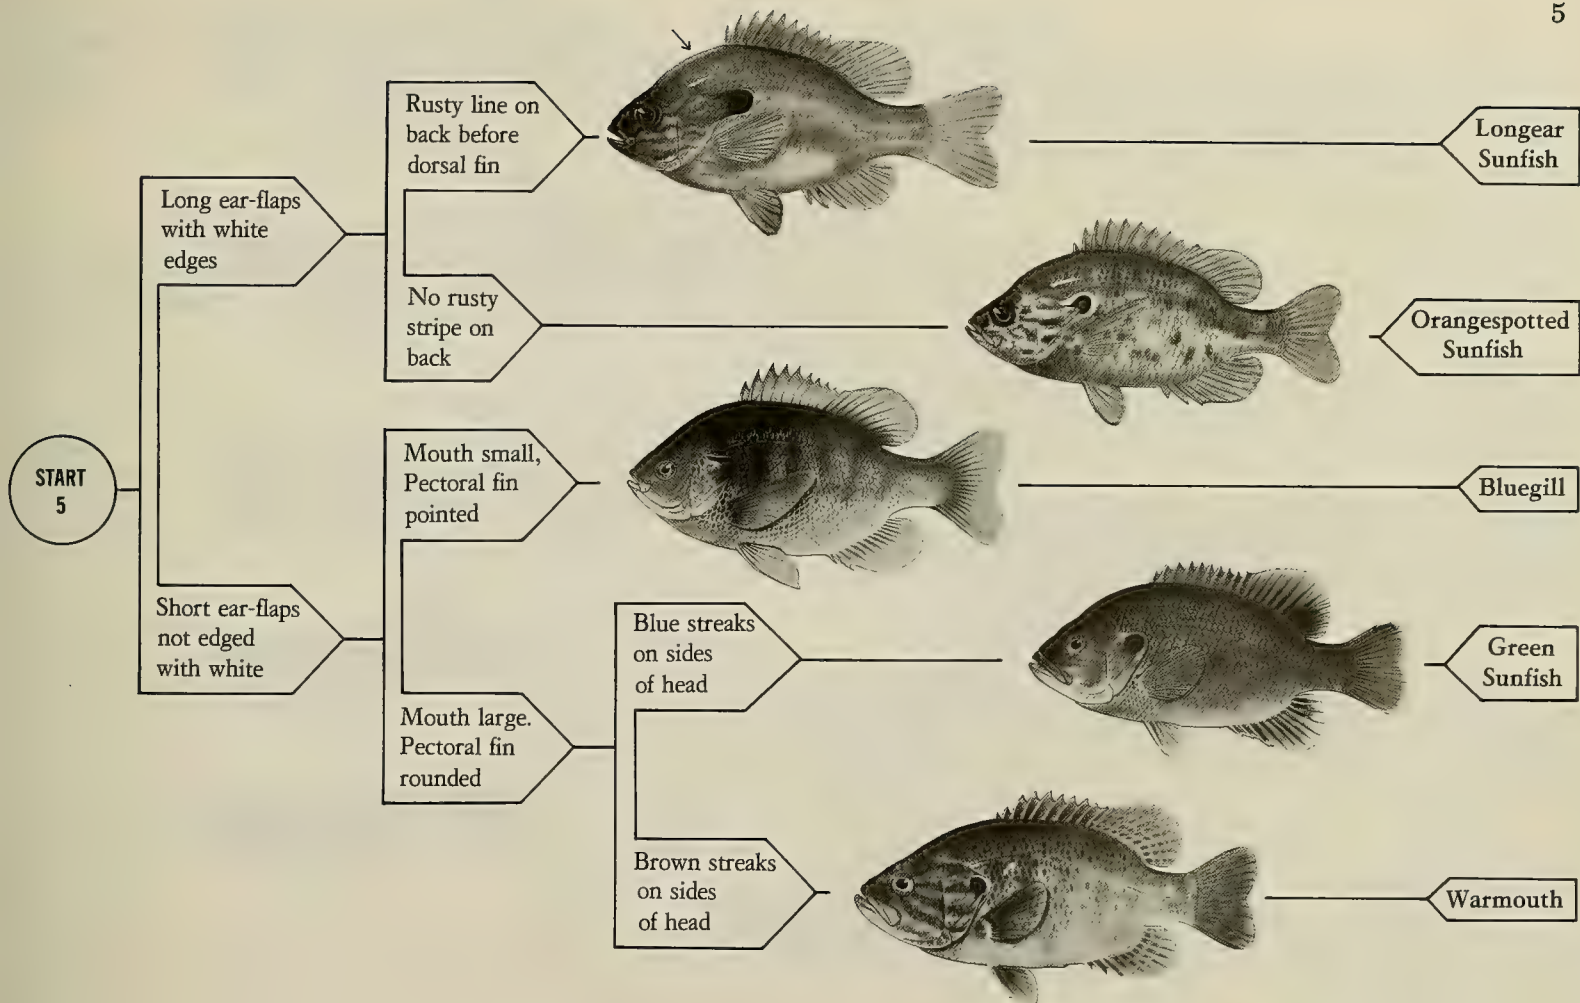 5
Rusty line on
back before
dorsal fin
Longear
Sunfish
Long ear-flaps
with white
edges
No rusty
stripe on
back
Orangespotted
Sunfish
START
5
Mouth small,
Pectoral fin
pointed
Bluegill
Short ear-flaps
not edged
with white
Blue streaks
on sides
of head
Green
Sunfish
Mouth large.
Pectoral fin
rounded
Brown streaks
on sides
of head
Warmouth